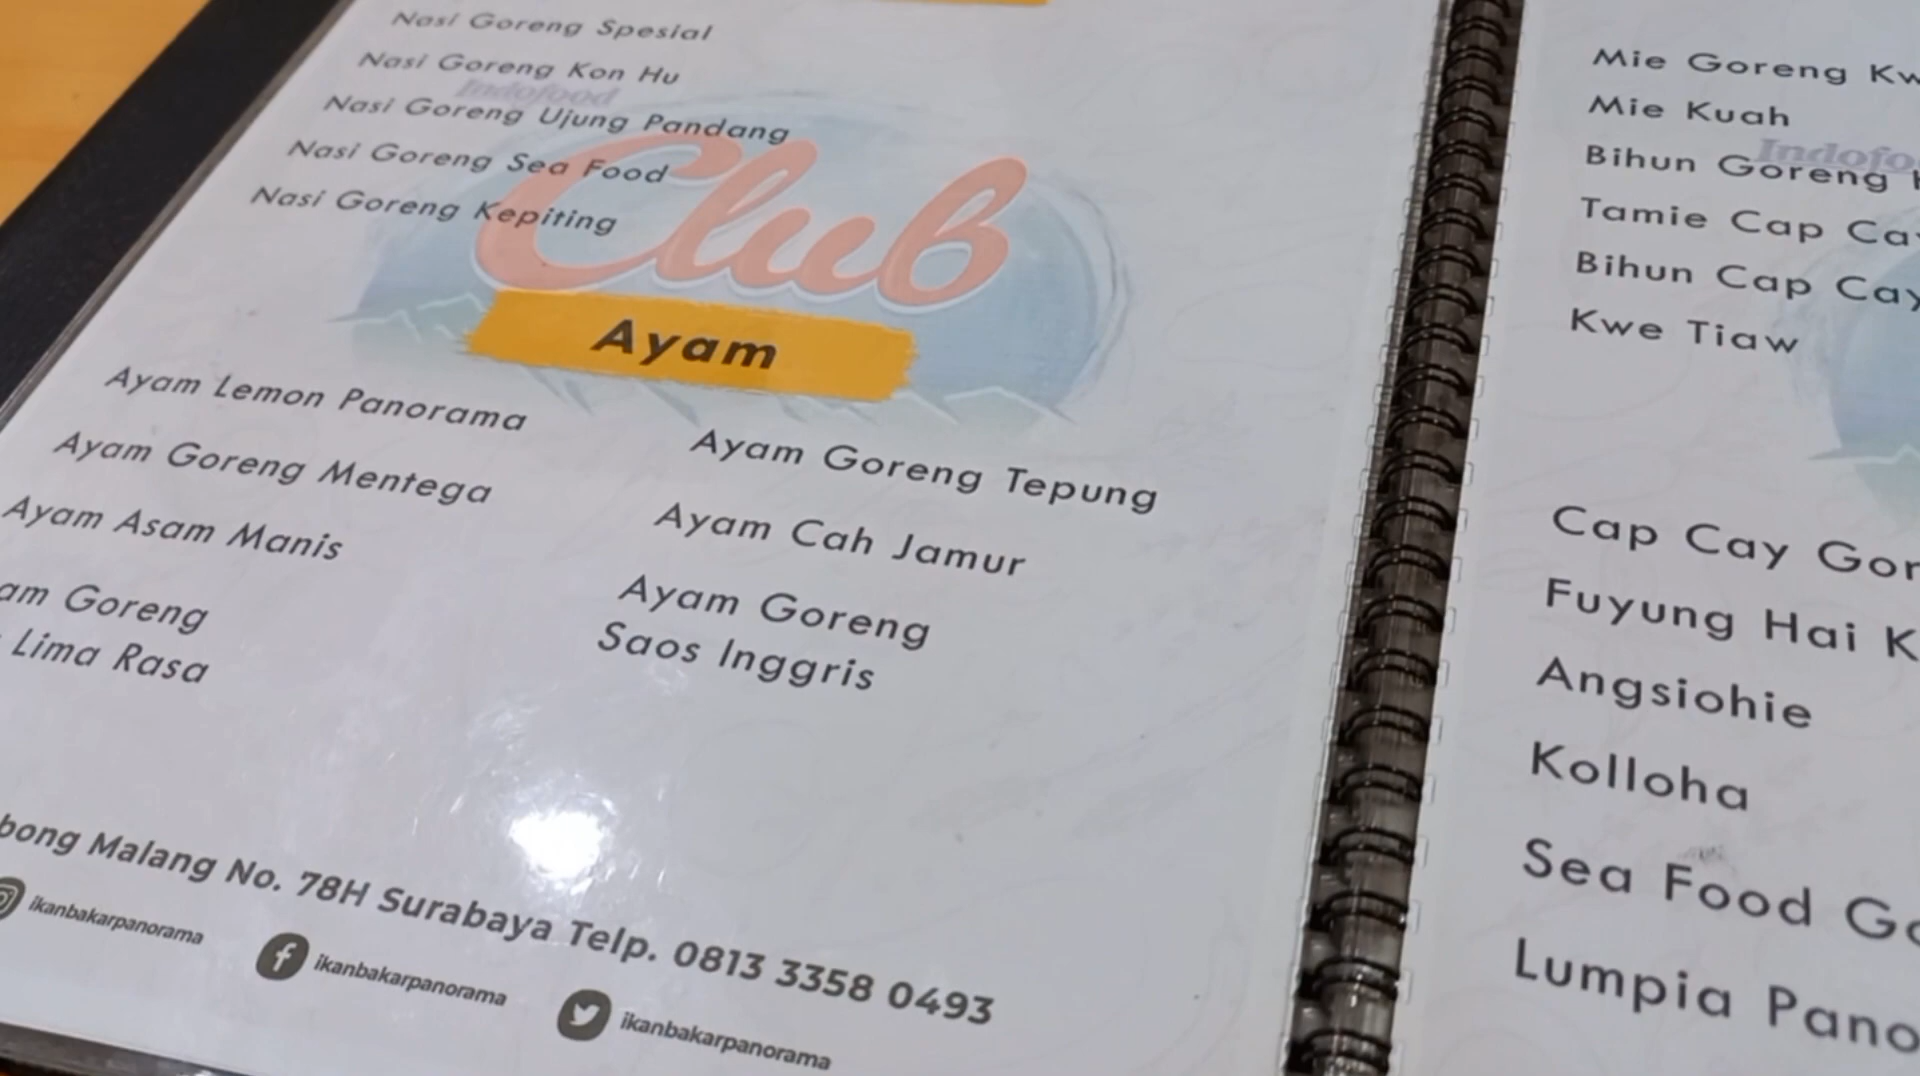 Nasi Goreng Spesial
Nasi Goreng Kon Hu
Indofood
Nasi Goreng Ujung Pandang
Nasi Goreng Sea Food
Nasi Goreng Kepiting
Club
Ayam
Ayam Lemon Panorama
Ayam Goreng Mentega
Ayam Asam Manis
Goreng
Lima Rasa
Ayam Goreng Tepung
Ayam Cah Jamur
Ayam Goreng
Saos Inggris
Malang No. 78H Surabaya Telp. 0813 3358 0493
ikanbakarpanorama
ikanbakarpanorama
ikanbakarpanorama
Mie Goreng
Mie Kuah
Bihun Goreng
Tamie Cap
Bihun Cap Cay
Kwe Tiaw
Cap Cay
Fuyung Hai
Angsiohie
Kolloha
Sea Food
Lumpia